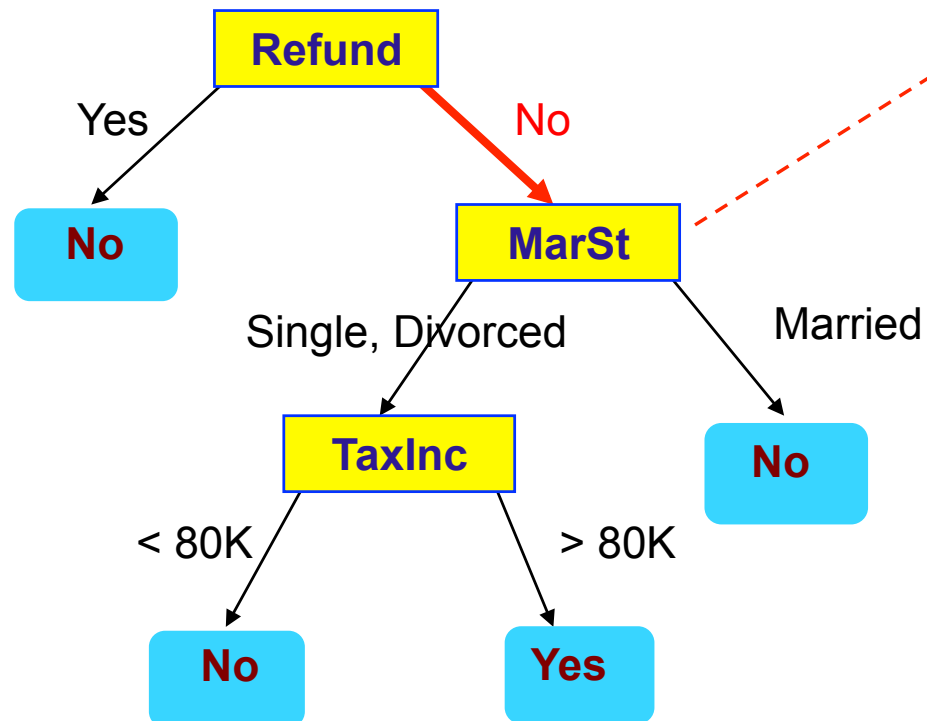 Refund
Yes
No
No
MarSt
Single, Divorced
Married
TaxInc
No
< 80K
> 80K
No
Yes